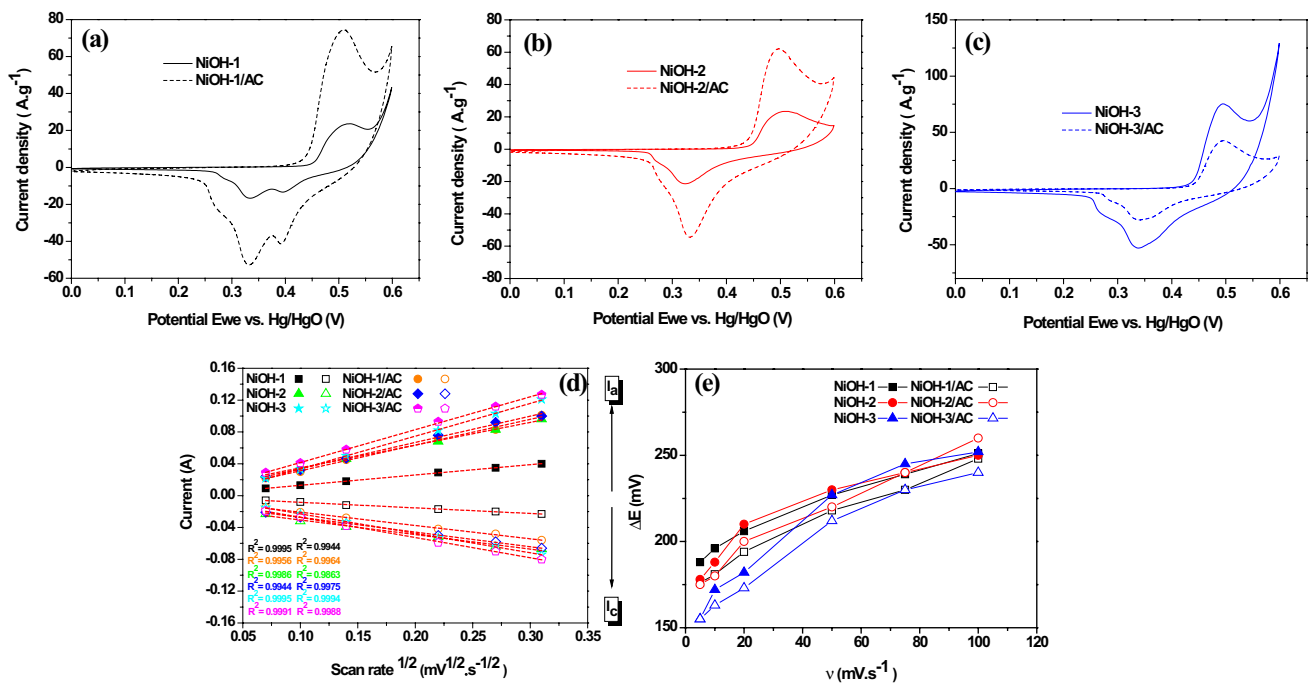 (a)
NiOH-1
NiOH-1/AC
Current density ( A.g-1)
80
60
40
20
0
-20
-40
-60
0.0 0.1 0.2 0.3 0.4 0.5 0.6
Potential Ewe vs. Hg/HgO (V)
(b)
NiOH-2
NiOH-2/AC
Current density ( A.g-1)
80
60
40
20
0
-20
-40
-60
-80
0.0 0.1 0.2 0.3 0.4 0.5 0.6
Potential Ewe vs. Hg/HgO (V)
(c)
NiOH-3
NiOH-3/AC
Current density ( A.g-1)
150
125
100
75
50
25
0
-25
-50
0.0 0.1 0.2 0.3 0.4 0.5 0.6
Potential Ewe vs. Hg/HgO (V)
(d)
NiOH-1 NiOH-1/AC
NiOH-2 NiOH-2/AC
NiOH-3 NiOH-3/AC
Current (A)
0.16
0.12
0.08
0.04
0.00
-0.04
-0.08
-0.12
-0.16
R2 = 0.9995 R2 = 0.9944
R2 = 0.9956 R2 = 0.9964
R2 = 0.9986 R2 = 0.9863
R2 = 0.9944 R2 = 0.9975
R2 = 0.9995 R2 = 0.9994
R2 = 0.9991 R2 = 0.9988
0.05 0.10 0.15 0.20 0.25 0.30 0.35
Scan rate 1/2 (mV1/2.s-1/2)
Ia
Ic
(e)
NiOH-1 NiOH-1/AC
NiOH-2 NiOH-2/AC
NiOH-3 NiOH-3/AC
ΔE (mV)
300
250
200
150
0 20 40 60 80 100 120
ν (mV.s-1)